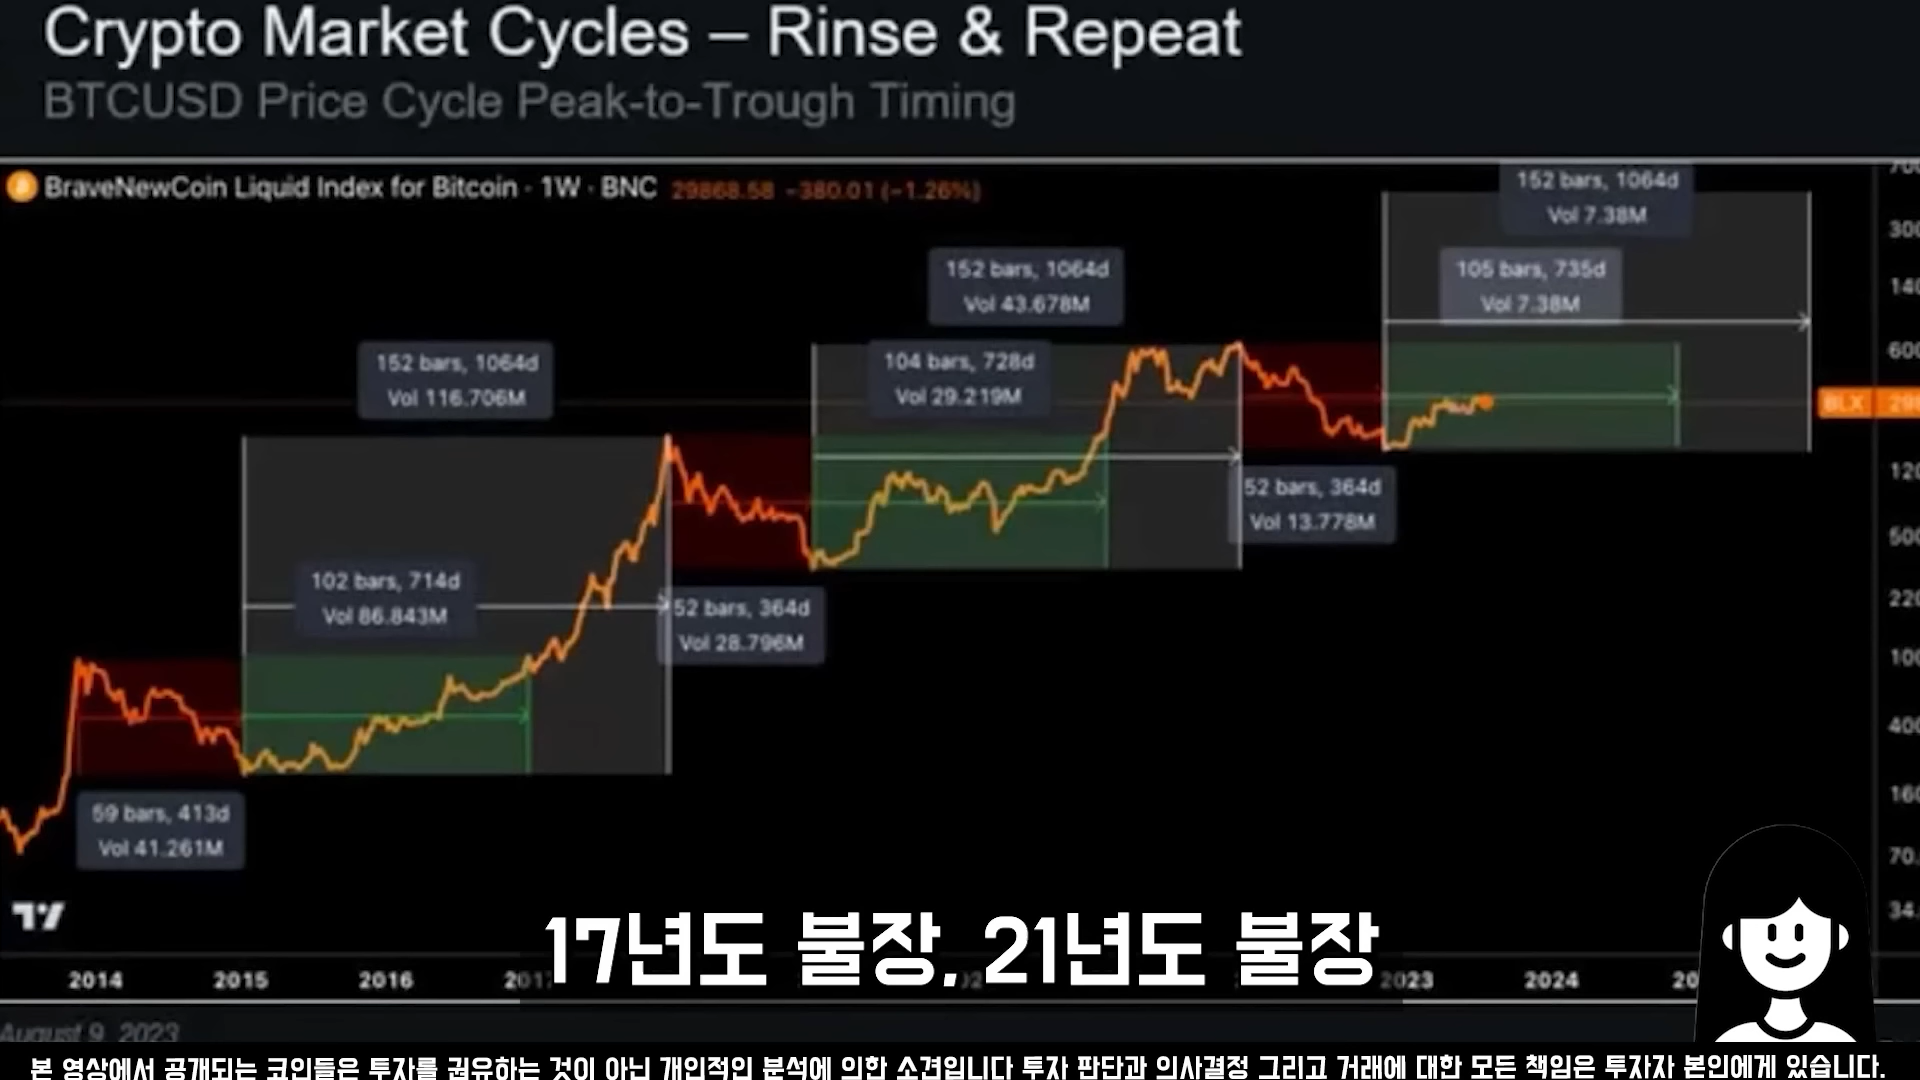 Crypto Market Cycles – Rinse & Repeat
BTCUSD Price Cycle Peak-to-Trough Timing
BraveNewCoin Liquid Index for Bitcoin · 1W · BNC 29868.58 −380.01 (−1.26%)
152 bars, 1064d
Vol 7.38M
105 bars, 735d
Vol 7.38M
152 bars, 1064d
Vol 43.678M
152 bars, 1064d
Vol 116.706M
104 bars, 728d
Vol 29.219M
52 bars, 364d
Vol 13.778M
102 bars, 714d
Vol 86.843M
52 bars, 364d
Vol 28.796M
59 bars, 413d
Vol 41.261M
BLX
17년도 불장, 21년도 불장
2014 2015 2016 2023 2024
August 9, 2023
본 영상에서 공개되는 코인들은 투자를 권유하는 것이 아닌 개인적인 분석에 의한 소견입니다 투자 판단과 의사결정 그리고 거래에 대한 모든 책임은 투자자 본인에게 있습니다.